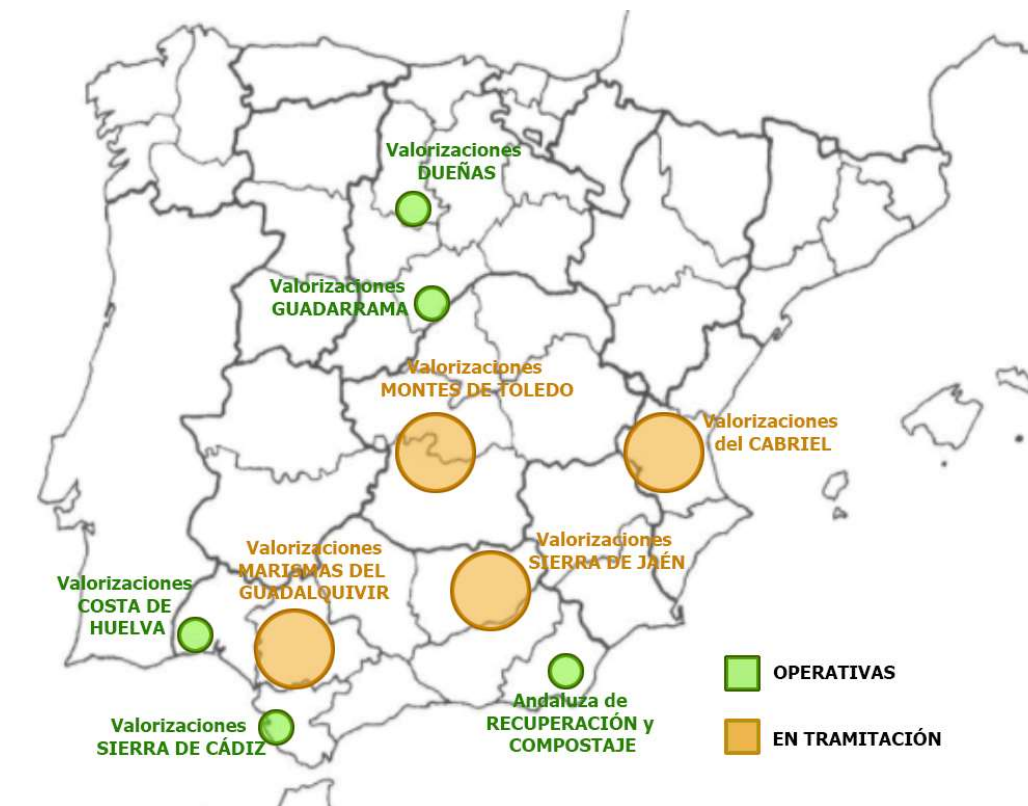 Valorizaciones
DUEÑAS
Valorizaciones
GUADARRAMA
Valorizaciones
MONTES DE TOLEDO
Valorizaciones
del CABRIEL
Valorizaciones
SIERRA DE JAÉN
Valorizaciones
MARISMAS DEL
GUADALQUIVIR
Valorizaciones
COSTA DE
HUELVA
Valorizaciones
SIERRA DE CÁDIZ
Andaluza de
RECUPERACIÓN y
COMPOSTAJE
OPERATIVAS
EN TRAMITACIÓN